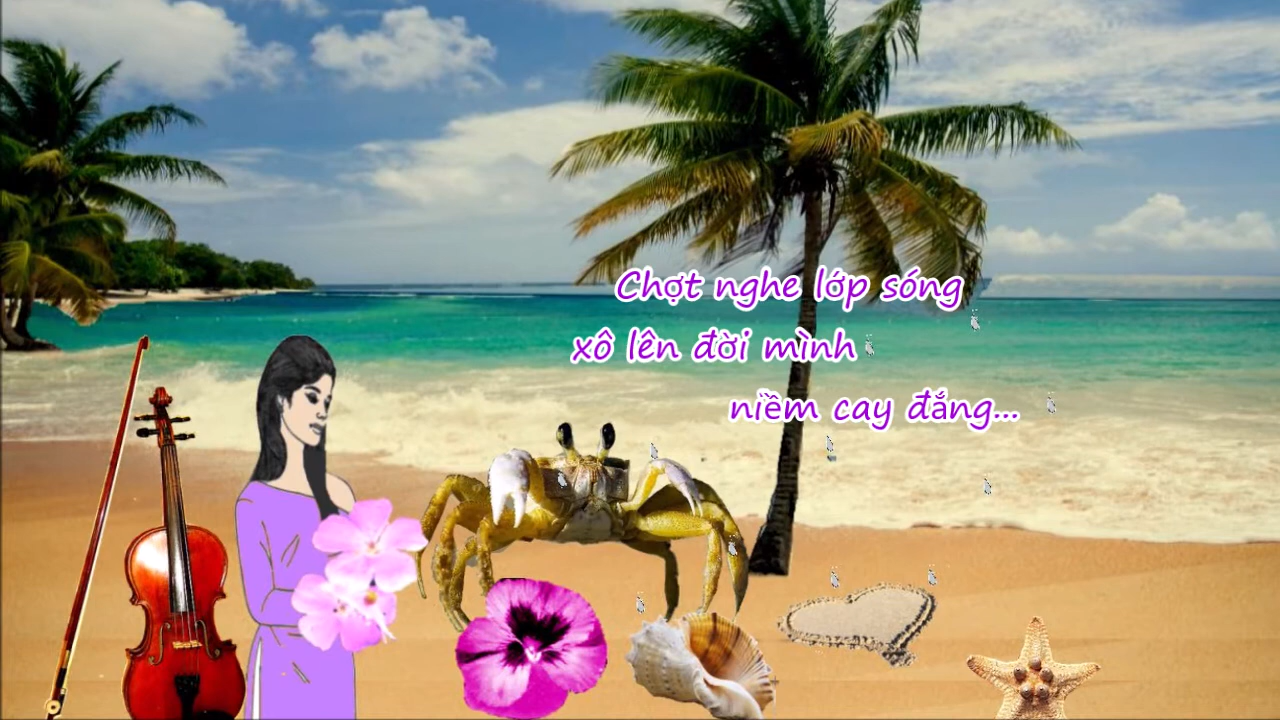 Chợt nghe lớp sóng
xô lên đời mình
niềm cay đắng...